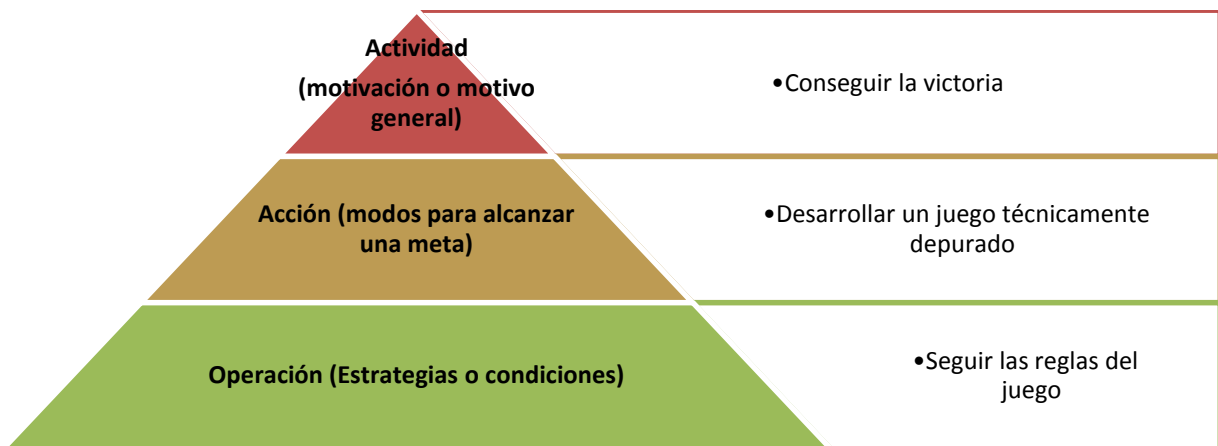 Actividad
(motivación o motivo
general)
•Conseguir la victoria
Acción (modos para alcanzar
una meta)
•Desarrollar un juego técnicamente
depurado
Operación (Estrategias o condiciones)
•Seguir las reglas del
juego